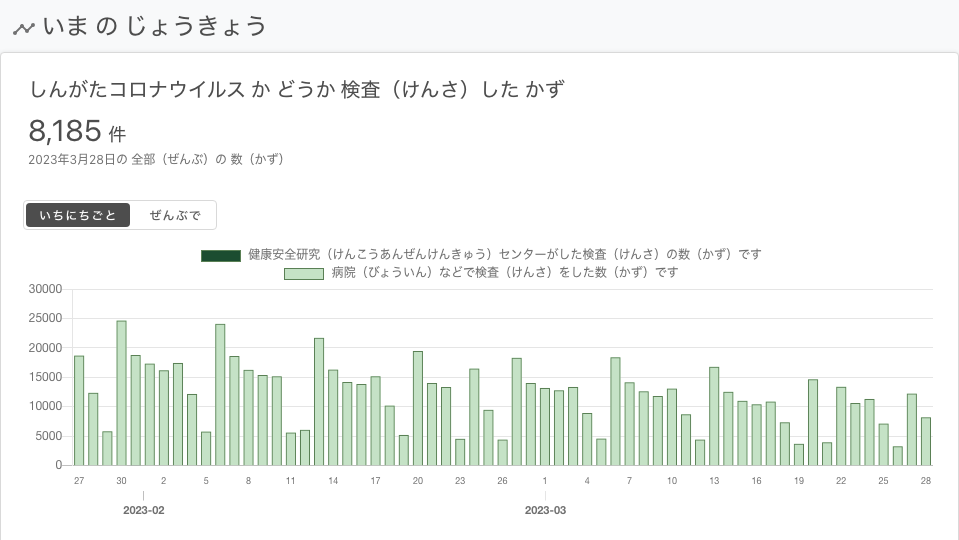 いま の じょうきょう
しんがたコロナウイルス か どうか 検査（けんさ）した かず
8,185 件
2023年3月28日の 全部（ぜんぶ）の 数（かず）
いちにちごと ぜんぶで
健康安全研究（けんこうあんぜんけんきゅう）センターがした検査（けんさ）の数（かず）です
病院（びょういん）などで検査（けんさ）をした数（かず）です
30000
25000
20000
15000
10000
5000
0
27 30 2 5 8 11 14 17 20 23 26 1 4 7 10 13 16 19 22 25 28
2023-02 2023-03